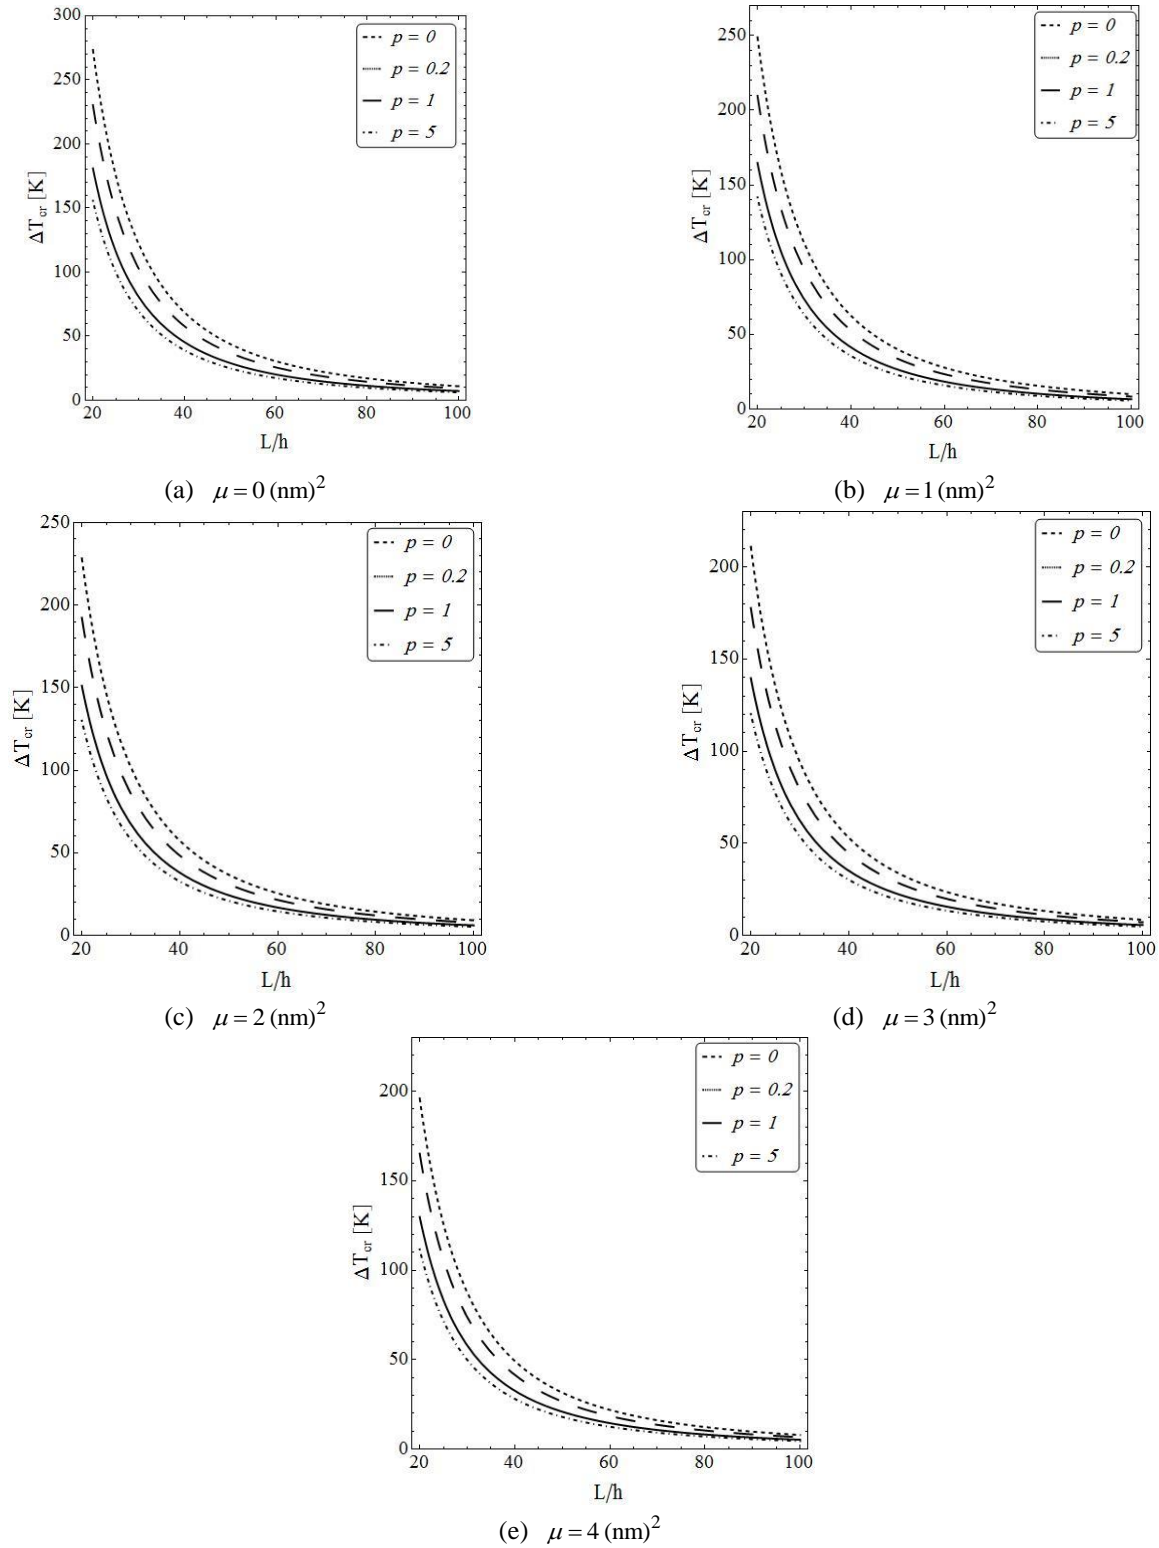 300
250
200
150
100
50
0
ΔT_cr [K]
p = 0
p = 0.2
p = 1
p = 5
20 40 60 80 100
L/h
(a) μ = 0 (nm)²
250
200
150
100
50
0
ΔT_cr [K]
p = 0
p = 0.2
p = 1
p = 5
20 40 60 80 100
L/h
(b) μ = 1 (nm)²
250
200
150
100
50
0
ΔT_cr [K]
p = 0
p = 0.2
p = 1
p = 5
20 40 60 80 100
L/h
(c) μ = 2 (nm)²
200
150
100
50
0
ΔT_cr [K]
p = 0
p = 0.2
p = 1
p = 5
20 40 60 80 100
L/h
(d) μ = 3 (nm)²
200
150
100
50
0
ΔT_cr [K]
p = 0
p = 0.2
p = 1
p = 5
20 40 60 80 100
L/h
(e) μ = 4 (nm)²